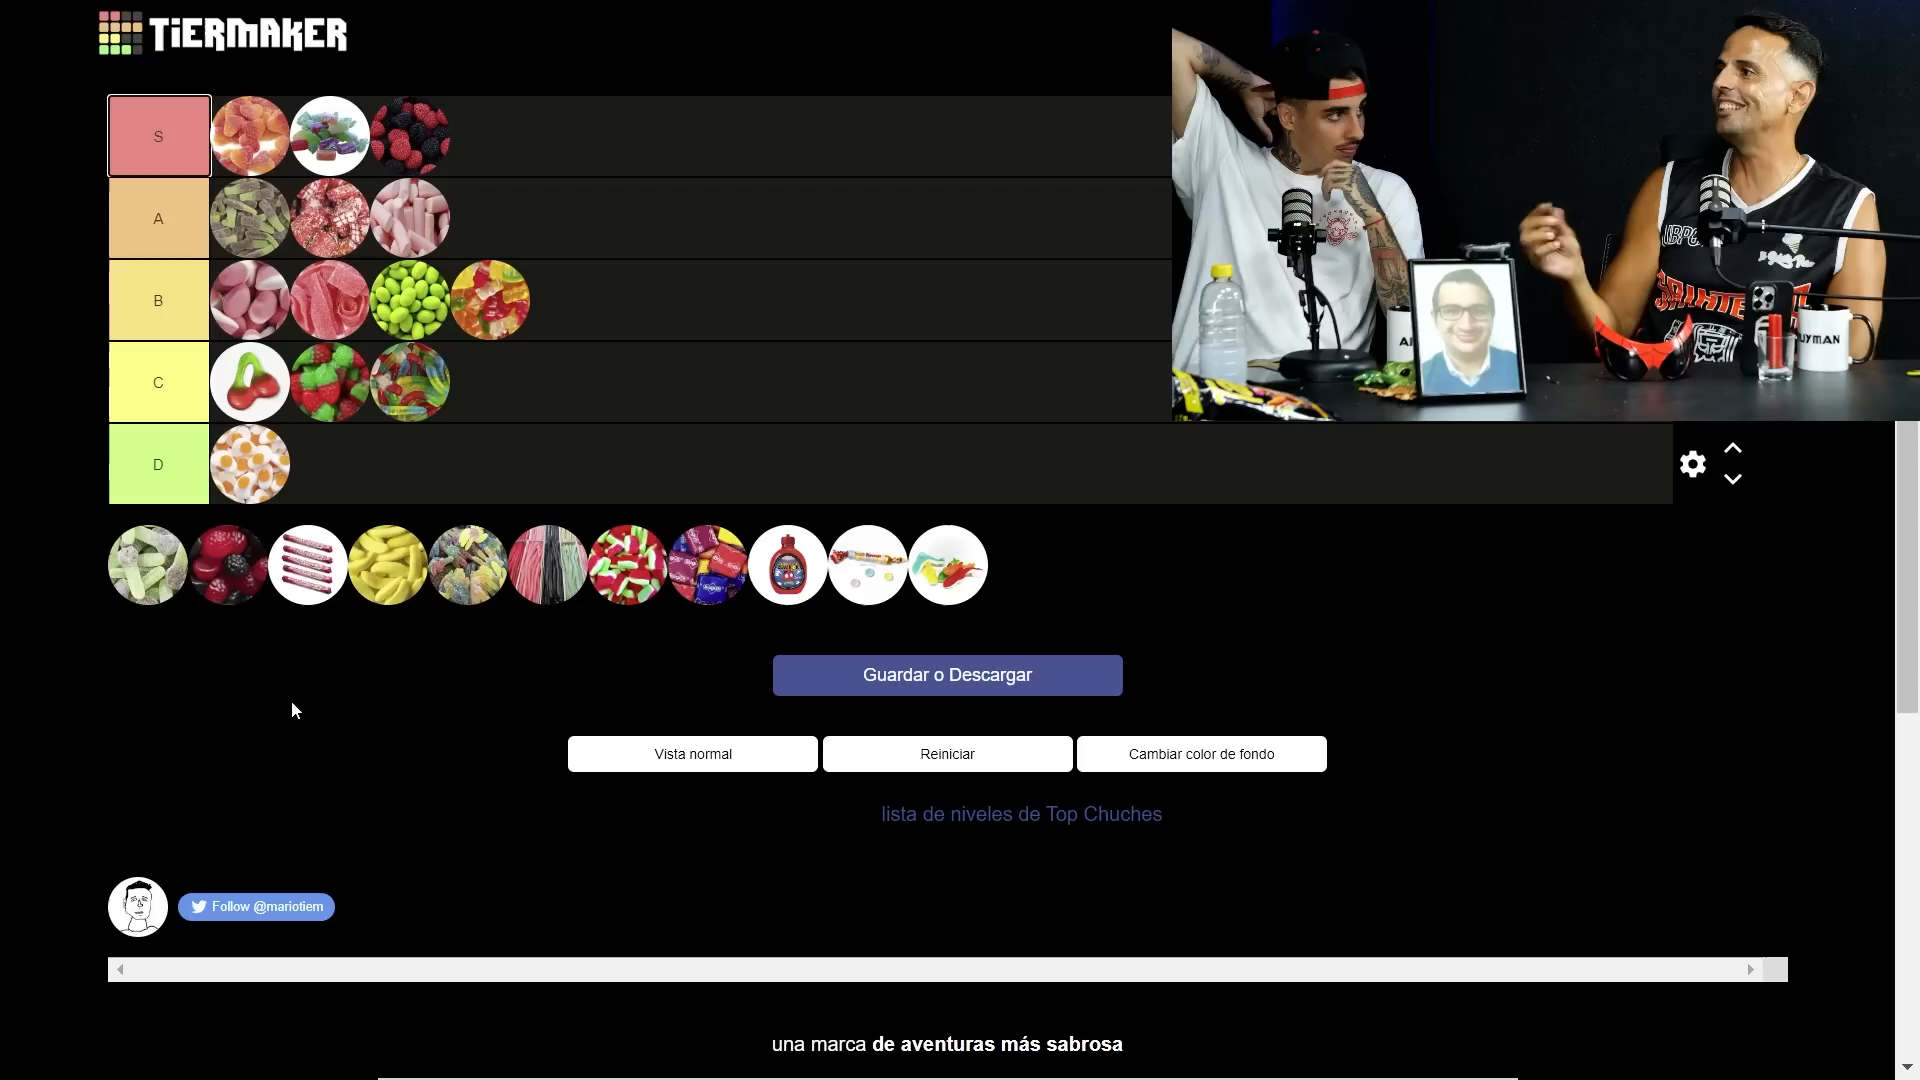 TiERMAKER
S
A
B
C
D
UYMAN
Guardar o Descargar
Vista normal
Reiniciar
Cambiar color de fondo
lista de niveles de Top Chuches
Follow @mariotiem
una marca de aventuras más sabrosa